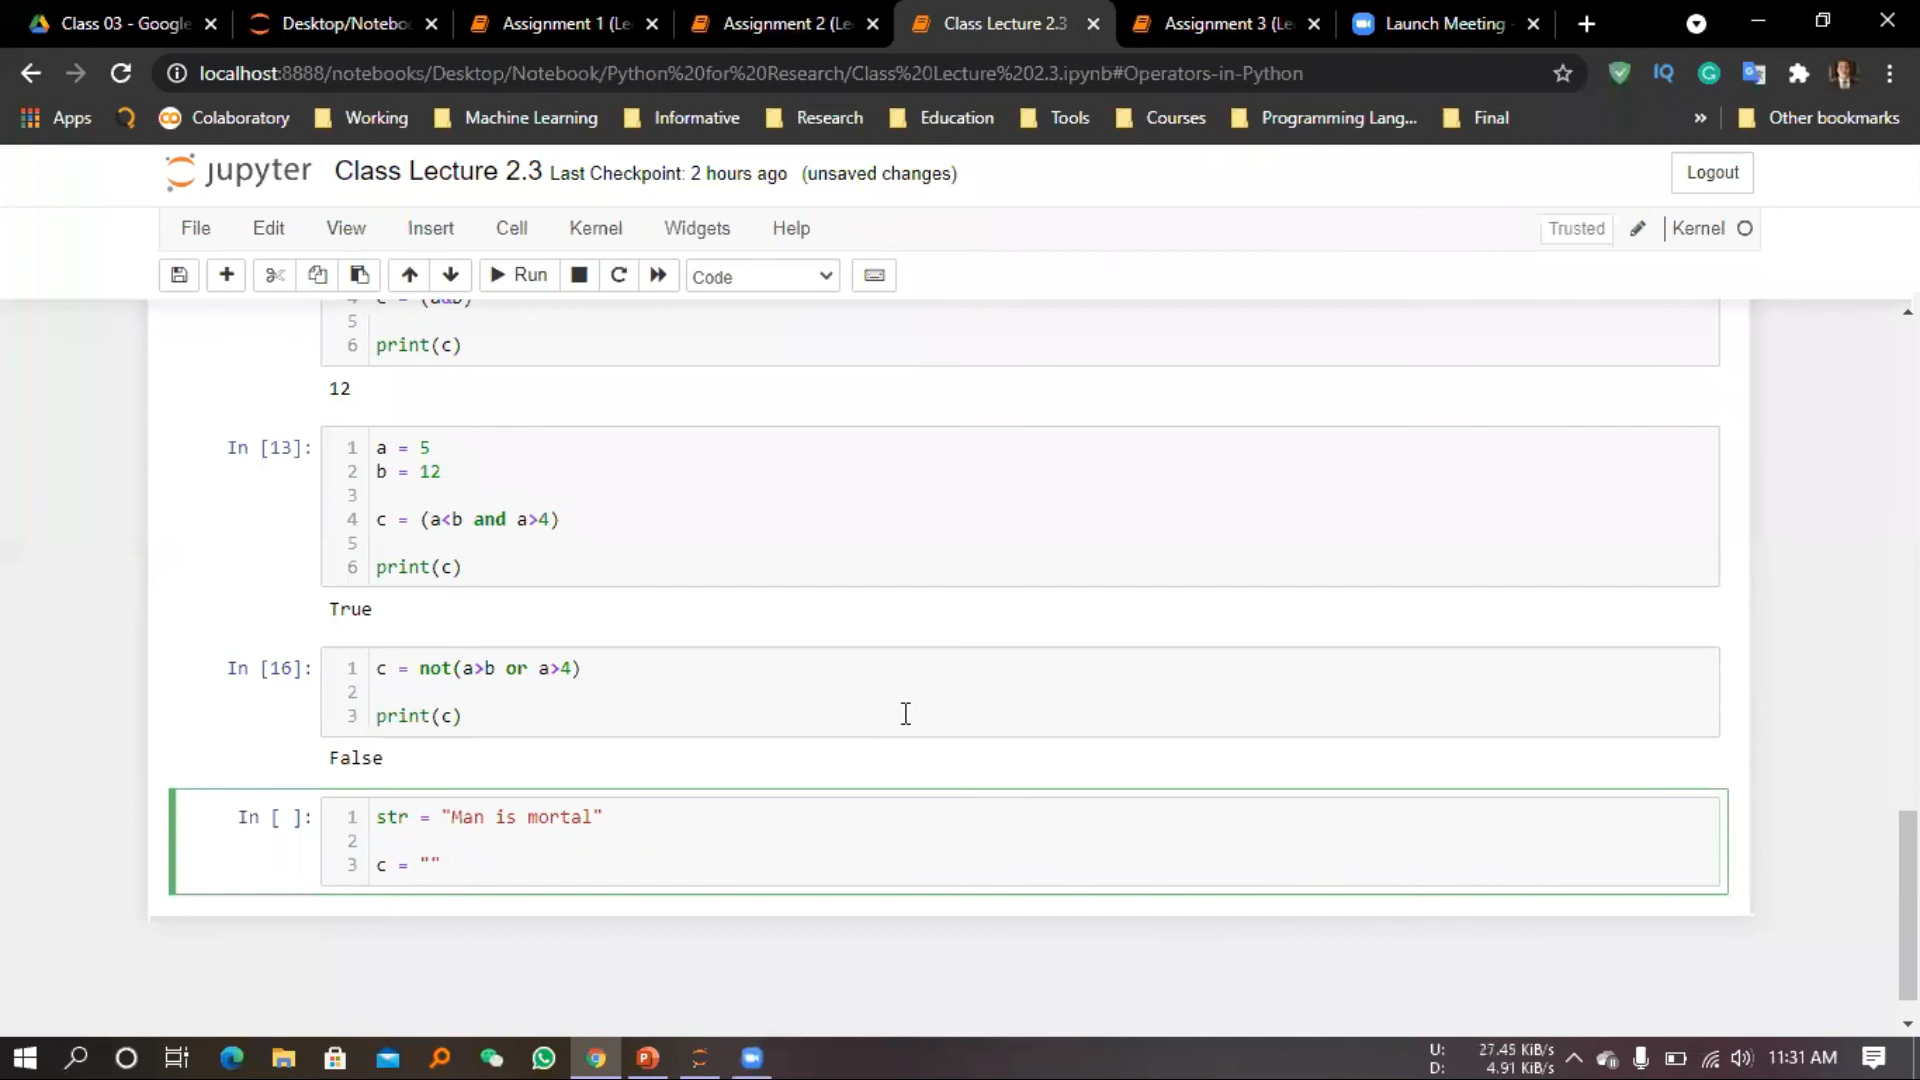 Class 03 - Google
Desktop/Notebo
Assignment 1 (Le
Assignment 2 (Le
Class Lecture 2.3
Assignment 3 (Le
Launch Meeting
localhost:8888/notebooks/Desktop/Notebook/Python%20for%20Research/Class%20Lecture%202.3.ipynb#Operators-in-Python
Apps
Colaboratory
Working
Machine Learning
Informative
Research
Education
Tools
Courses
Programming Lang...
Final
»
Other bookmarks
jupyter Class Lecture 2.3 Last Checkpoint: 2 hours ago (unsaved changes)
Logout
File Edit View Insert Cell Kernel Widgets Help
Trusted
Kernel
Run
Code
4 c = (a&b)
5
6 print(c)
12
In [13]:
1 a = 5
2 b = 12
3
4 c = (a<b and a>4)
5
6 print(c)
True
In [16]:
1 c = not(a>b or a>4)
2
3 print(c)
False
In [ ]:
1 str = "Man is mortal"
2
3 c = ""
U: 27.45 KiB/s
D: 4.91 KiB/s
11:31 AM